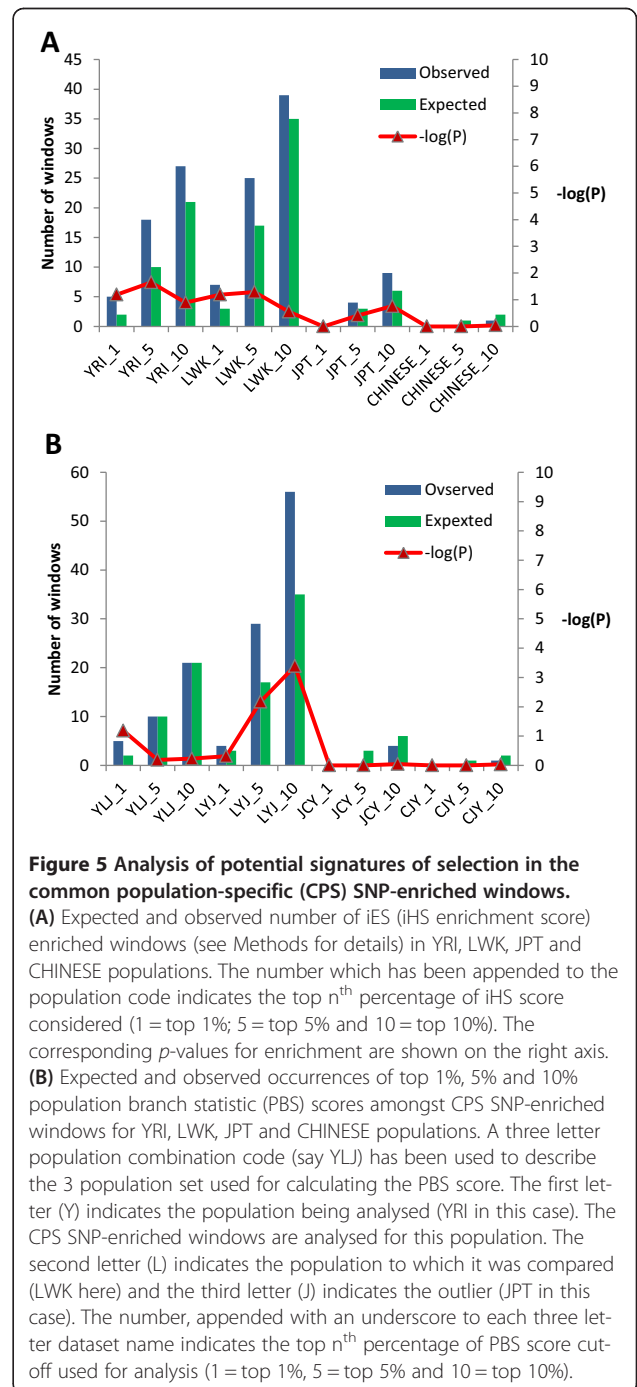 A
Number of windows
45
40
35
30
25
20
15
10
5
0
Observed
Expected
-log(P)
10
9
8
7
6
5
4
3
2
1
0
-log(P)
YRI_1
YRI_5
YRI_10
LWK_1
LWK_5
LWK_10
JPT_1
JPT_5
JPT_10
CHINESE_1
CHINESE_5
CHINESE_10
B
Number of windows
60
50
40
30
20
10
0
Ovserved
Expexted
-log(P)
10
9
8
7
6
5
4
3
2
1
0
-log(P)
YLJ_1
YLJ_5
YLJ_10
LYJ_1
LYJ_5
LYJ_10
JCY_1
JCY_5
JCY_10
CJY_1
CJY_5
CJY_10
Figure 5 Analysis of potential signatures of selection in the
common population-specific (CPS) SNP-enriched windows.
(A) Expected and observed number of iES (iHS enrichment score)
enriched windows (see Methods for details) in YRI, LWK, JPT and
CHINESE populations. The number which has been appended to the
population code indicates the top nth percentage of iHS score
considered (1 = top 1%; 5 = top 5% and 10 = top 10%). The
corresponding p-values for enrichment are shown on the right axis.
(B) Expected and observed occurrences of top 1%, 5% and 10%
population branch statistic (PBS) scores amongst CPS SNP-enriched
windows for YRI, LWK, JPT and CHINESE populations. A three letter
population combination code (say YLJ) has been used to describe
the 3 population set used for calculating the PBS score. The first let-
ter (Y) indicates the population being analysed (YRI in this case). The
CPS SNP-enriched windows are analysed for this population. The
second letter (L) indicates the population to which it was compared
(LWK here) and the third letter (J) indicates the outlier (JPT in this
case). The number, appended with an underscore to each three let-
ter dataset name indicates the top nth percentage of PBS score cut-
off used for analysis (1 = top 1%, 5 = top 5% and 10 = top 10%).